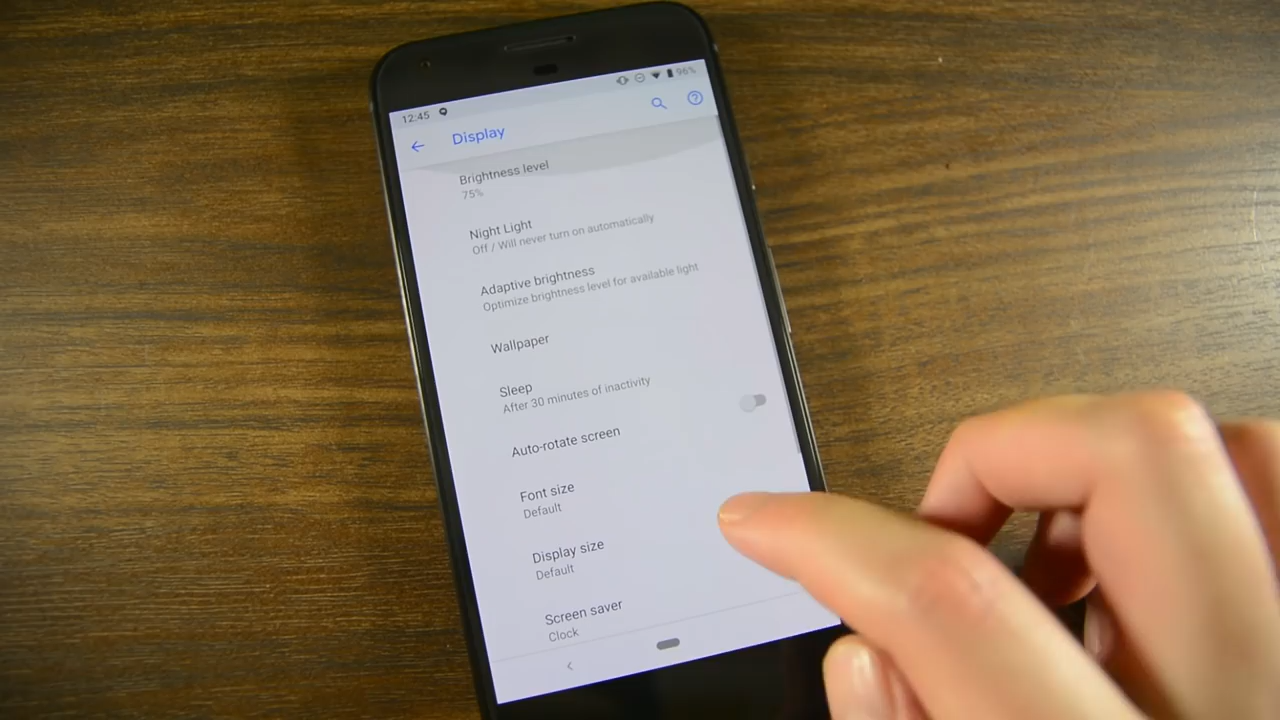 12:45
96%
Display
Brightness level
75%
Night Light
Off / Will never turn on automatically
Adaptive brightness
Optimize brightness level for available light
Wallpaper
Sleep
After 30 minutes of inactivity
Auto-rotate screen
Font size
Default
Display size
Default
Screen saver
Clock